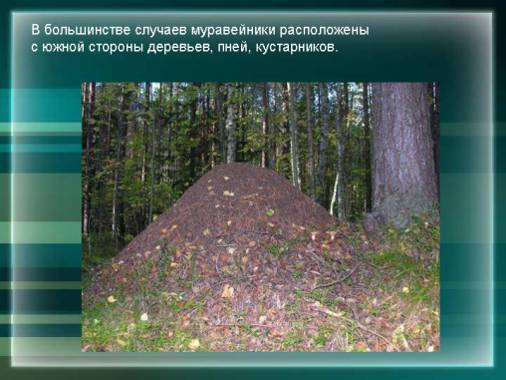 В большинстве случаев муравейники расположены
с южной стороны деревьев, пней, кустарников.